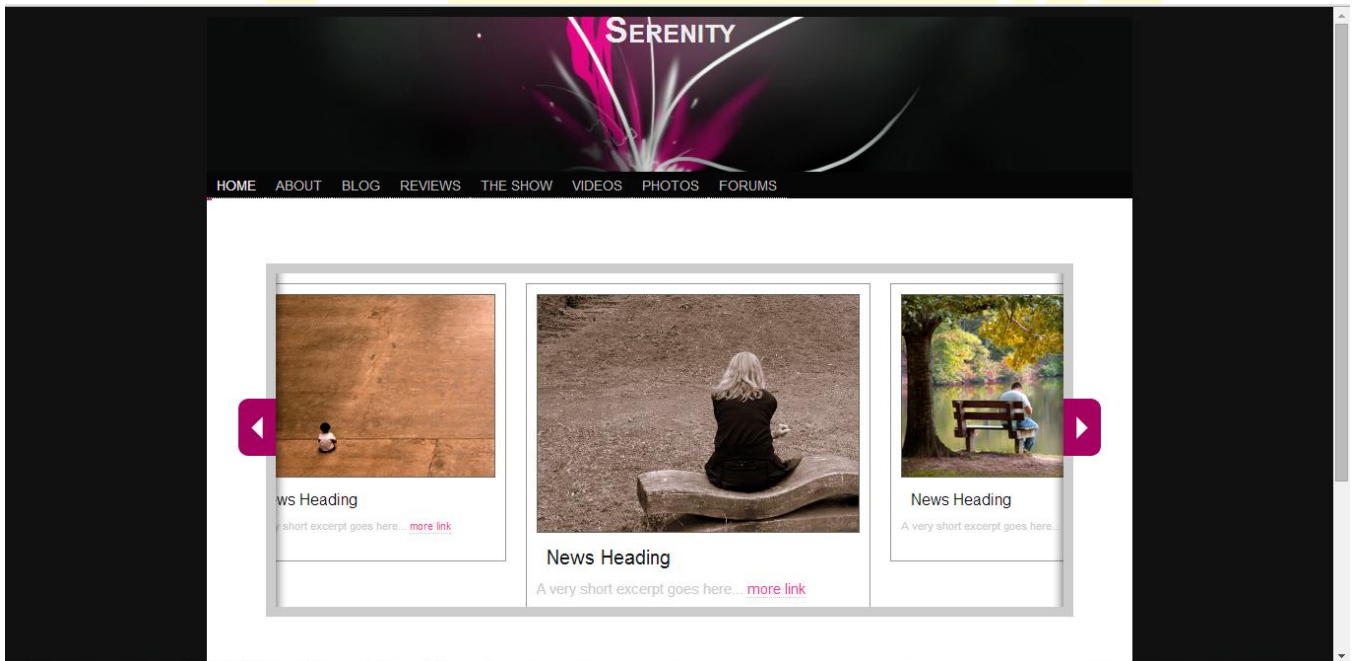 SERENITY
HOME ABOUT BLOG REVIEWS THE SHOW VIDEOS PHOTOS FORUMS
News Heading
short excerpt goes here... more link
News Heading
A very short excerpt goes here... more link
News Heading
A very short excerpt goes here...